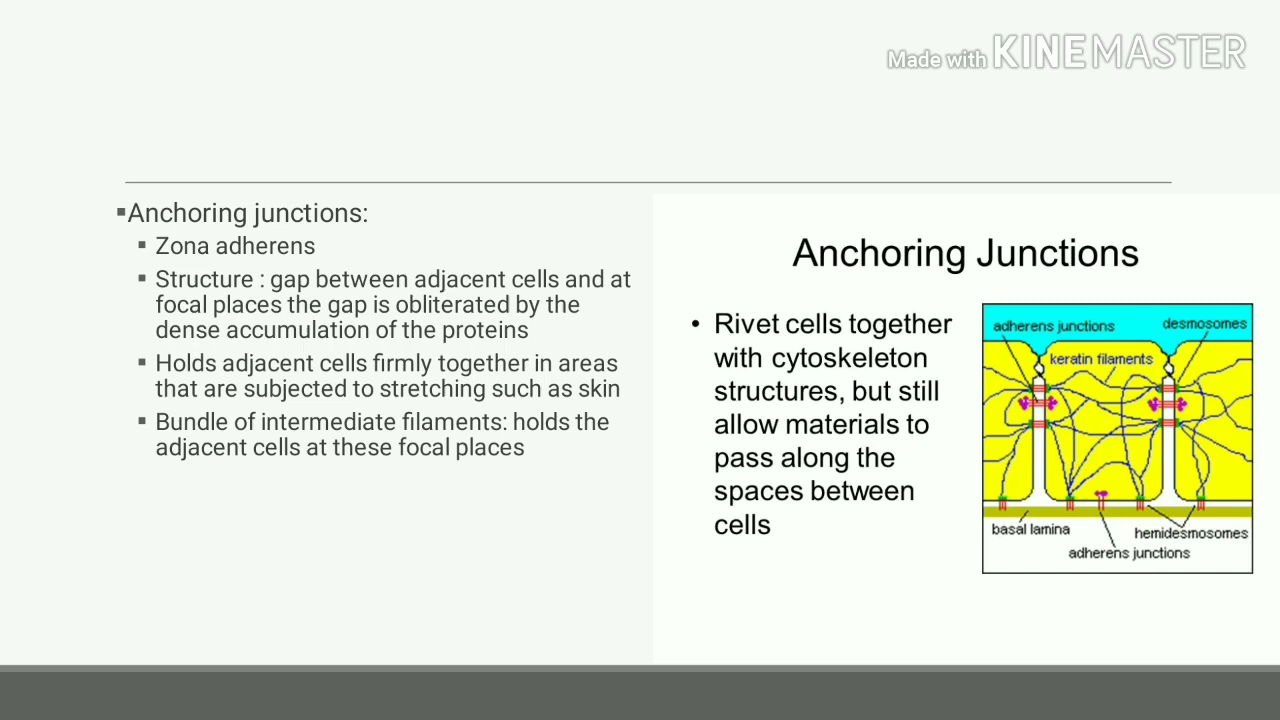 Made with KINEMASTER
▪Anchoring junctions:
▪ Zona adherens
▪ Structure : gap between adjacent cells and at
focal places the gap is obliterated by the
dense accumulation of the proteins
▪ Holds adjacent cells firmly together in areas
that are subjected to stretching such as skin
▪ Bundle of intermediate filaments: holds the
adjacent cells at these focal places
Anchoring Junctions
• Rivet cells together
with cytoskeleton
structures, but still
allow materials to
pass along the
spaces between
cells
adherens junctions
desmosomes
keratin filaments
basal lamina
hemidesmosomes
adherens junctions